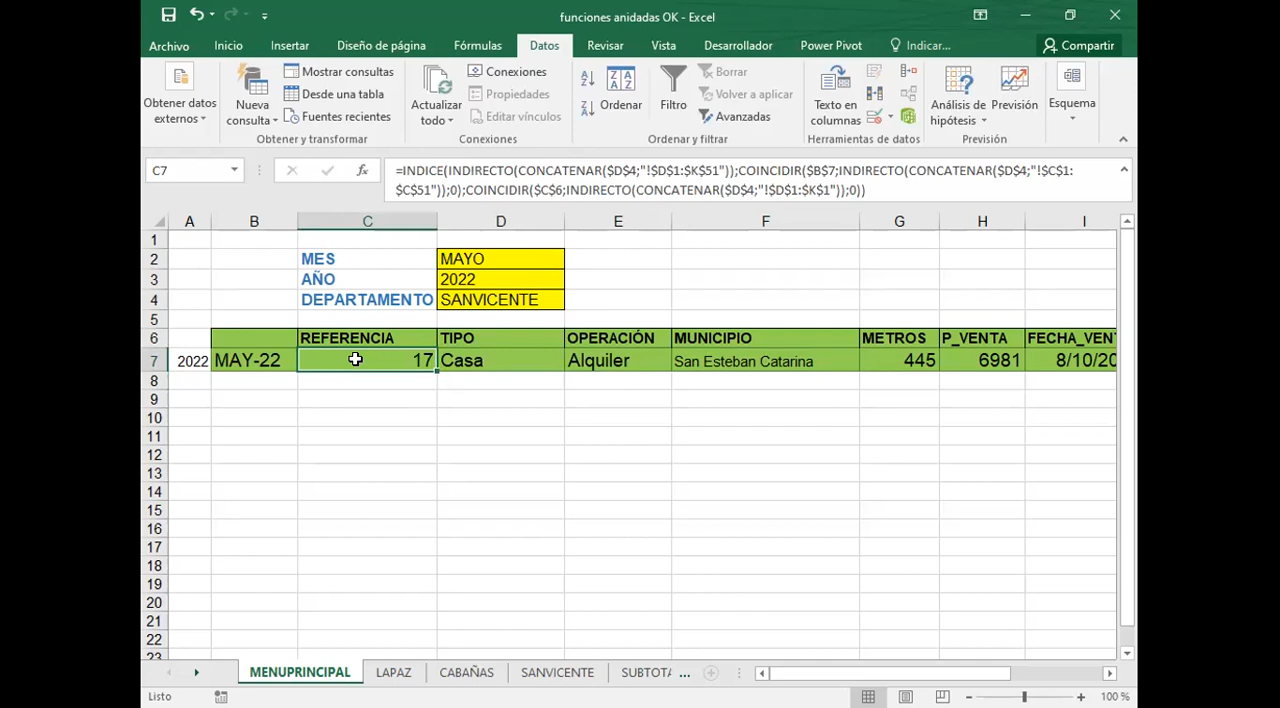 funciones anidadas OK - Excel
Archivo Inicio Insertar Diseño de página Fórmulas Datos Revisar Vista Desarrollador Power Pivot Indicar... Compartir
Obtener datos externos
Nueva consulta
Mostrar consultas
Desde una tabla
Fuentes recientes
Obtener y transformar
Actualizar todo
Conexiones
Propiedades
Editar vínculos
Conexiones
Ordenar
Filtro
Borrar
Volver a aplicar
Avanzadas
Ordenar y filtrar
Texto en columnas
Herramientas de datos
Análisis de hipótesis
Previsión
Previsión
Esquema
C7
=INDICE(INDIRECTO(CONCATENAR($D$4;"!$D$1:$K$51"));COINCIDIR($B$7;INDIRECTO(CONCATENAR($D$4;"!$C$1:
$C$51"));0);COINCIDIR($C$6;INDIRECTO(CONCATENAR($D$4;"!$D$1:$K$1"));0))
A B C D E F G H I
1
2 MES MAYO
3 AÑO 2022
4 DEPARTAMENTO SANVICENTE
5
6 REFERENCIA TIPO OPERACIÓN MUNICIPIO METROS P_VENTA FECHA_VENT
7 2022 MAY-22 17 Casa Alquiler San Esteban Catarina 445 6981 8/10/20
8
9
10
11
12
13
14
15
16
17
18
19
20
21
22
23
MENUPRINCIPAL LAPAZ CABAÑAS SANVICENTE SUBTOTA ...
Listo 100 %